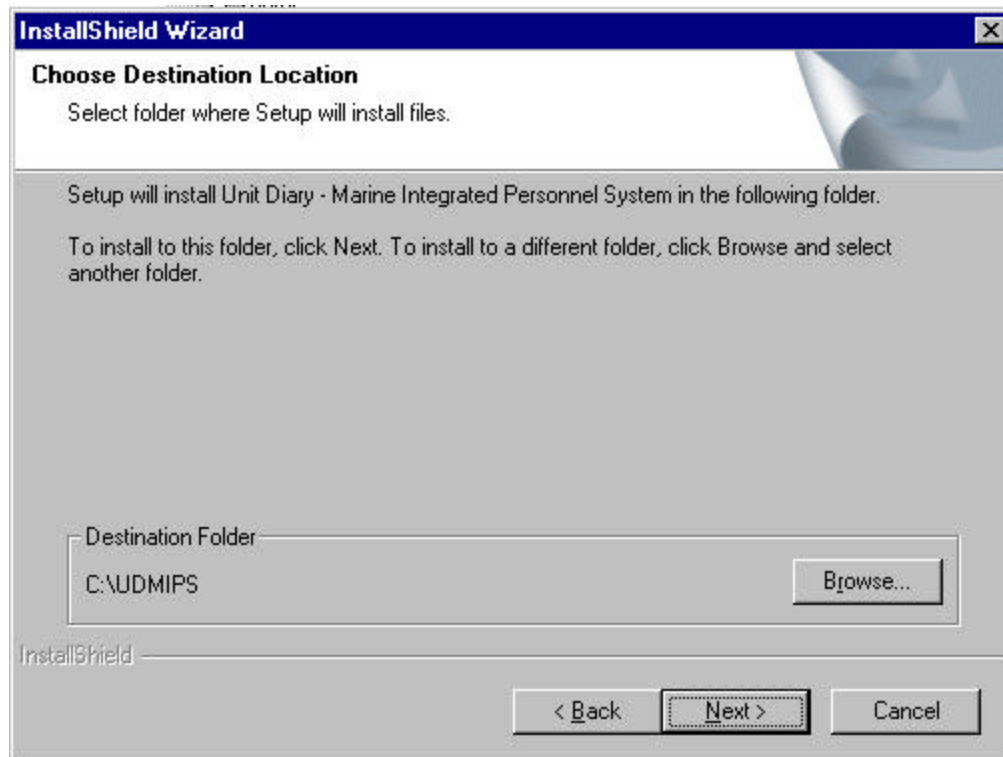 InstallShield Wizard
Choose Destination Location
Select folder where Setup will install files.
Setup will install Unit Diary - Marine Integrated Personnel System in the following folder.
To install to this folder, click Next. To install to a different folder, click Browse and select
another folder.
Destination Folder
C:\UDMIPS
Browse...
InstallShield
< Back
Next >
Cancel